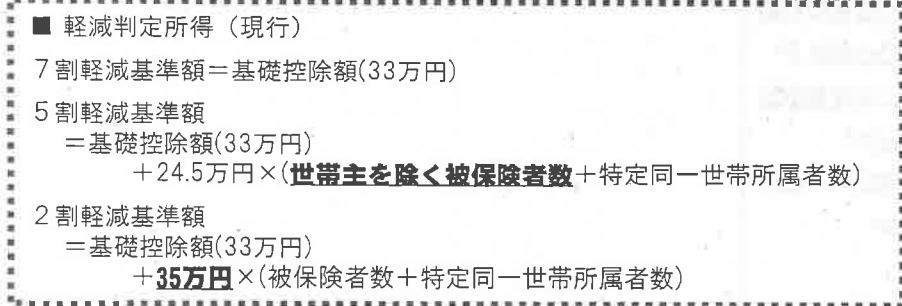 ■ 軽減判定所得（現行）
7割軽減基準額＝基礎控除額(33万円)
5割軽減基準額
＝基礎控除額(33万円)
＋24.5万円×(世帯主を除く被保険者数＋特定同一世帯所属者数)
2割軽減基準額
＝基礎控除額(33万円)
＋35万円×(被保険者数＋特定同一世帯所属者数)